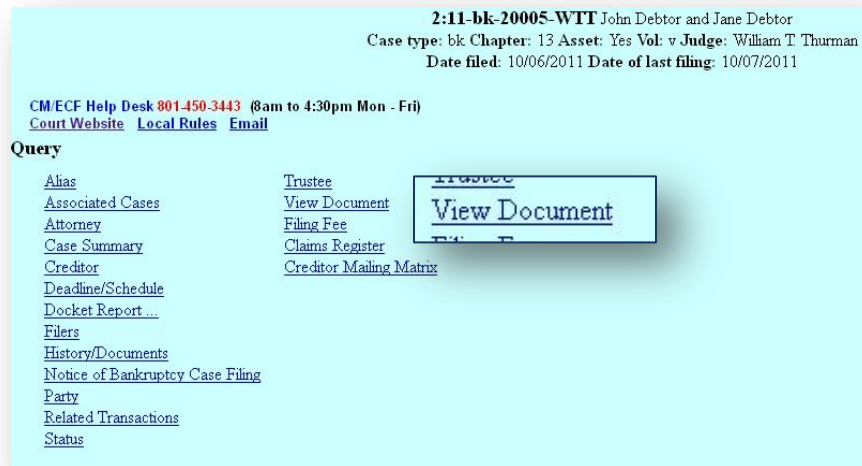 2:11-bk-20005-WTT John Debtor and Jane Debtor
Case type: bk Chapter: 13 Asset: Yes Vol: v Judge: William T. Thurman
Date filed: 10/06/2011 Date of last filing: 10/07/2011
CM/ECF Help Desk 801-450-3443 (8am to 4:30pm Mon - Fri)
Court Website Local Rules Email
Query
Alias
Associated Cases
Attorney
Case Summary
Creditor
Deadline/Schedule
Docket Report ...
Filers
History/Documents
Notice of Bankruptcy Case Filing
Party
Related Transactions
Status
Trustee
View Document
Filing Fee
Claims Register
Creditor Mailing Matrix
Trustee
View Document